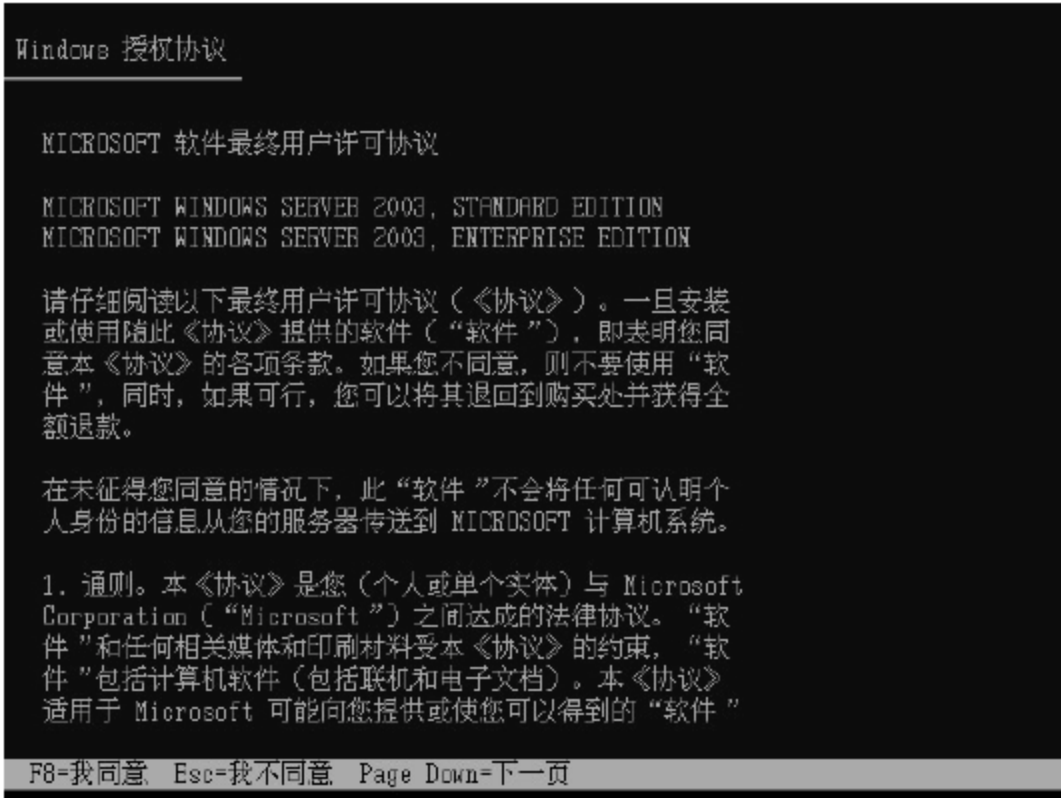 Windows 授权协议
MICROSOFT 软件最终用户许可协议
MICROSOFT WINDOWS SERVER 2003, STANDARD EDITION
MICROSOFT WINDOWS SERVER 2003, ENTERPRISE EDITION
请仔细阅读以下最终用户许可协议（《协议》）。一旦安装
或使用随此《协议》提供的软件（“软件”），即表明您同
意本《协议》的各项条款。如果您不同意，则不要使用“软
件”，同时，如果可行，您可以将其退回到购买处并获得全
额退款。
在未征得您同意的情况下，此“软件”不会将任何可认明个
人身份的信息从您的服务器传送到 MICROSOFT 计算机系统。
1. 通则。本《协议》是您（个人或单个实体）与 Microsoft
Corporation（“Microsoft”）之间达成的法律协议。“软
件”和任何相关媒体和印刷材料受本《协议》的约束，“软
件”包括计算机软件（包括联机和电子文档）。本《协议》
适用于 Microsoft 可能向您提供或使您可以得到的“软件”
F8=我同意 Esc=我不同意 Page Down=下一页